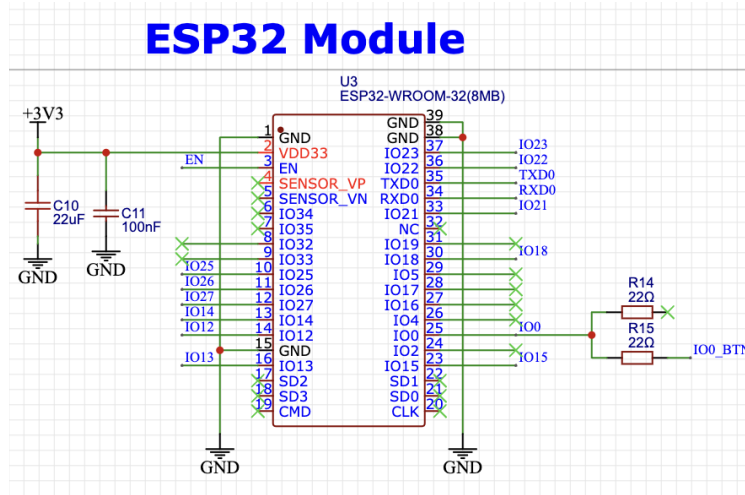 ESP32 Module
U3
ESP32-WROOM-32(8MB)
+3V3
C10
22uF
C11
100nF
GND
GND
EN
IO25
IO26
IO27
IO14
IO12
IO13
1 GND
2 VDD33
3 EN
4 SENSOR_VP
5 SENSOR_VN
6 IO34
7 IO35
8 IO32
9 IO33
10 IO25
11 IO26
12 IO27
13 IO14
14 IO12
15 GND
16 IO13
17 SD2
18 SD3
19 CMD
GND 39
GND 38
IO23 37
IO22 36
TXD0 35
RXD0 34
IO21 33
NC 32
IO19 31
IO18 30
IO5 29
IO17 28
IO16 27
IO4 26
IO0 25
IO2 24
IO15 23
SD1 22
SD0 21
CLK 20
IO23
IO22
TXD0
RXD0
IO21
IO18
IO0
IO15
R14
22Ω
R15
22Ω
IO0_BTN
GND
GND